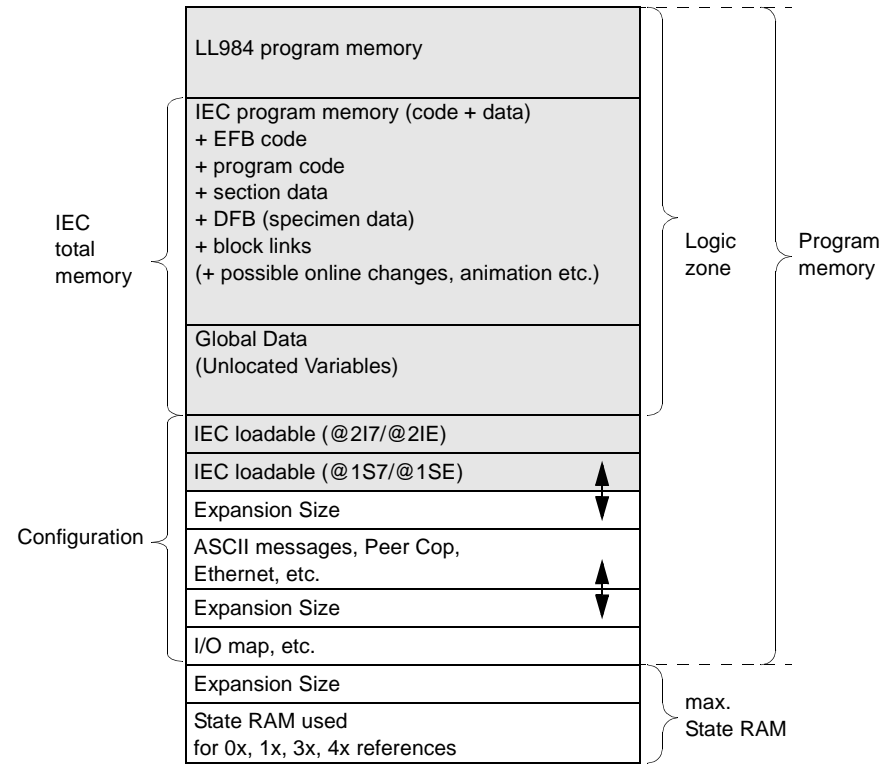 LL984 program memory
IEC program memory (code + data)
+ EFB code
+ program code
+ section data
+ DFB (specimen data)
+ block links
(+ possible online changes, animation etc.)
IEC
total
memory
Logic
zone
Program
memory
Global Data
(Unlocated Variables)
IEC loadable (@2I7/@2IE)
IEC loadable (@1S7/@1SE)
Expansion Size
Configuration
ASCII messages, Peer Cop,
Ethernet, etc.
Expansion Size
I/O map, etc.
Expansion Size
State RAM used
for 0x, 1x, 3x, 4x references
max.
State RAM